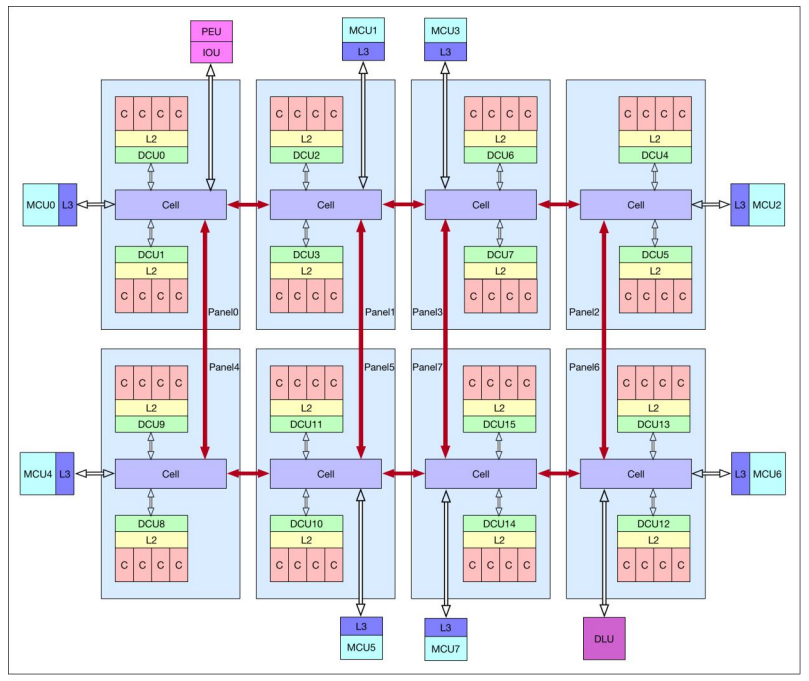 PEU
IOU
MCU1
L3
MCU3
L3
C C C C
L2
DCU0
C C C C
L2
DCU2
C C C C
L2
DCU6
C C C C
L2
DCU4
MCU0 L3
Cell
Cell
Cell
Cell
L3 MCU2
DCU1
L2
C C C C
DCU3
L2
C C C C
DCU7
L2
C C C C
DCU5
L2
C C C C
Panel0
Panel1
Panel3
Panel2
Panel4
Panel5
Panel7
Panel6
C C C C
L2
DCU9
C C C C
L2
DCU11
C C C C
L2
DCU15
C C C C
L2
DCU13
MCU4 L3
Cell
Cell
Cell
Cell
L3 MCU6
DCU8
L2
C C C C
DCU10
L2
C C C C
DCU14
L2
C C C C
DCU12
L2
C C C C
L3
MCU5
L3
MCU7
DLU